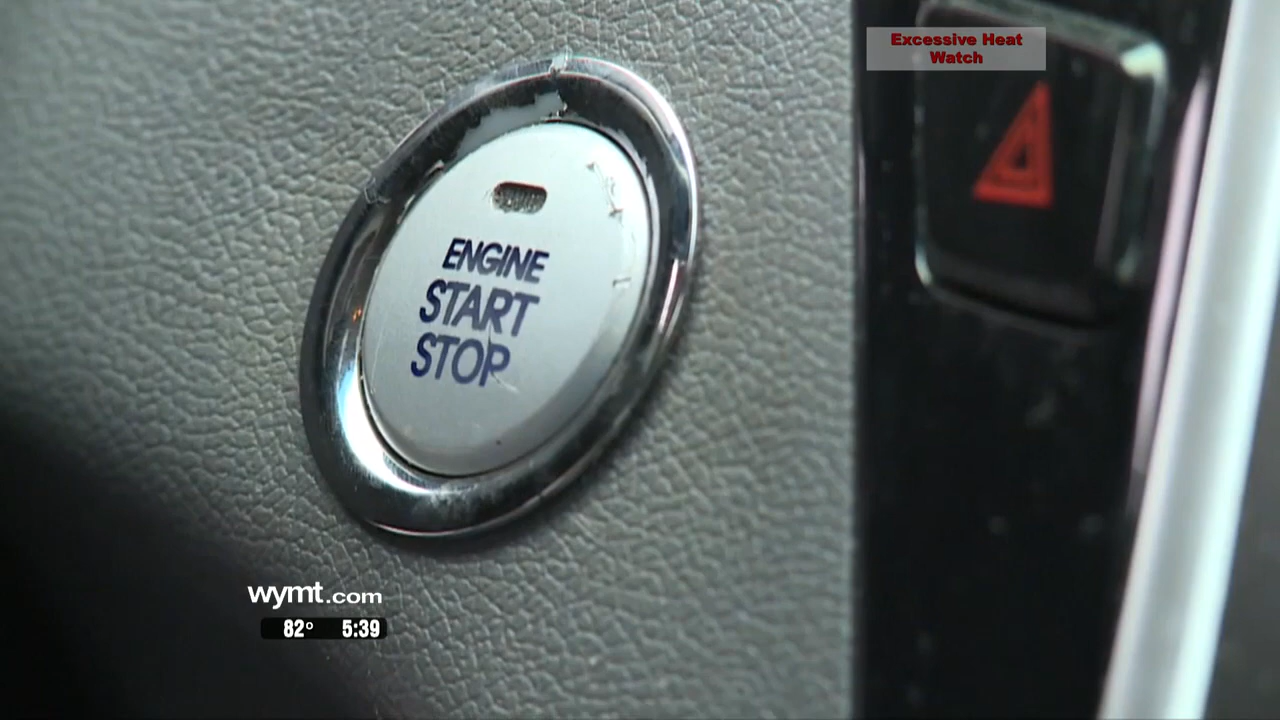 Excessive Heat
Watch
ENGINE
START
STOP
wymt.com
82° 5:39